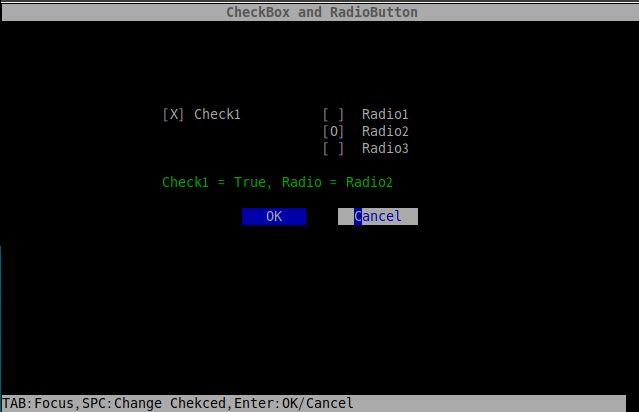 CheckBox and RadioButton
[X] Check1 [ ] Radio1
[O] Radio2
[ ] Radio3
Check1 = True, Radio = Radio2
OK Cancel
TAB:Focus,SPC:Change Chekced,Enter:OK/Cancel